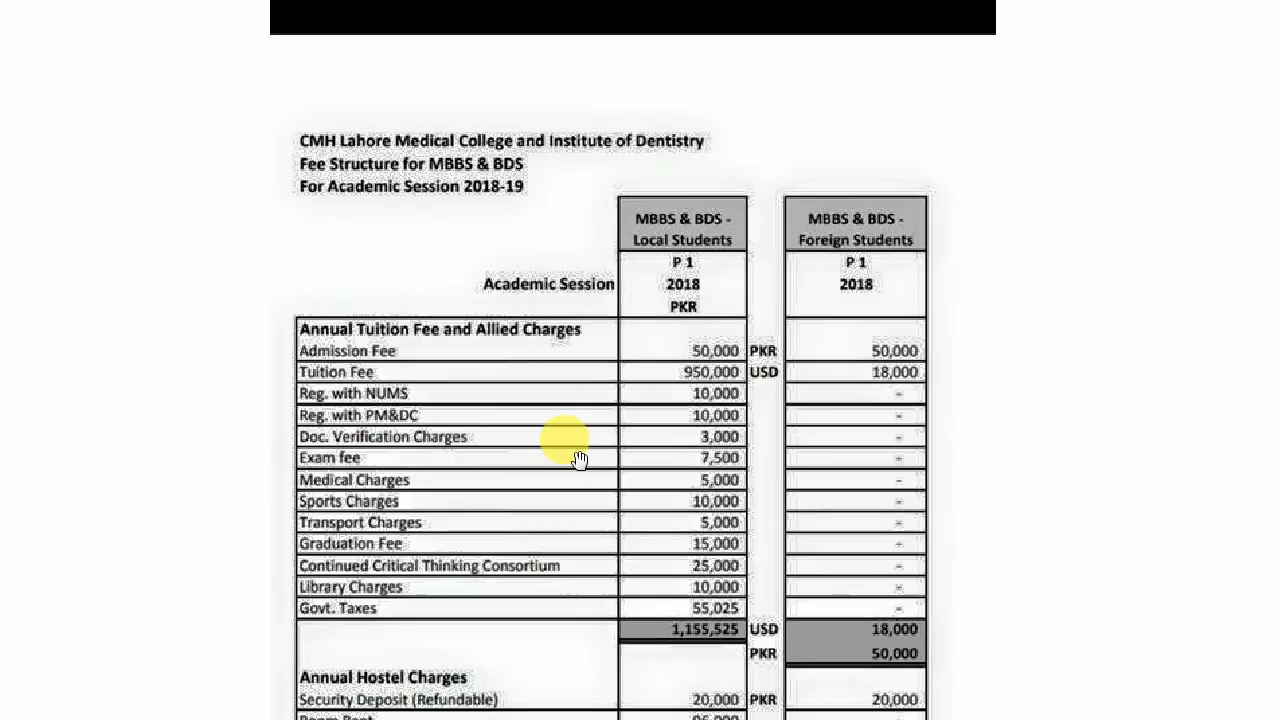 CMH Lahore Medical College and Institute of Dentistry
Fee Structure for MBBS & BDS
For Academic Session 2018-19
MBBS & BDS - MBBS & BDS -
Local Students Foreign Students
P 1 P 1
Academic Session 2018 2018
PKR
Annual Tuition Fee and Allied Charges
Admission Fee 50,000 PKR 50,000
Tuition Fee 950,000 USD 18,000
Reg. with NUMS 10,000 -
Reg. with PM&DC 10,000 -
Doc. Verification Charges 3,000 -
Exam fee 7,500 -
Medical Charges 5,000 -
Sports Charges 10,000 -
Transport Charges 5,000 -
Graduation Fee 15,000 -
Continued Critical Thinking Consortium 25,000 -
Library Charges 10,000 -
Govt. Taxes 55,025 -
1,155,525 USD 18,000
PKR 50,000
Annual Hostel Charges
Security Deposit (Refundable) 20,000 PKR 20,000